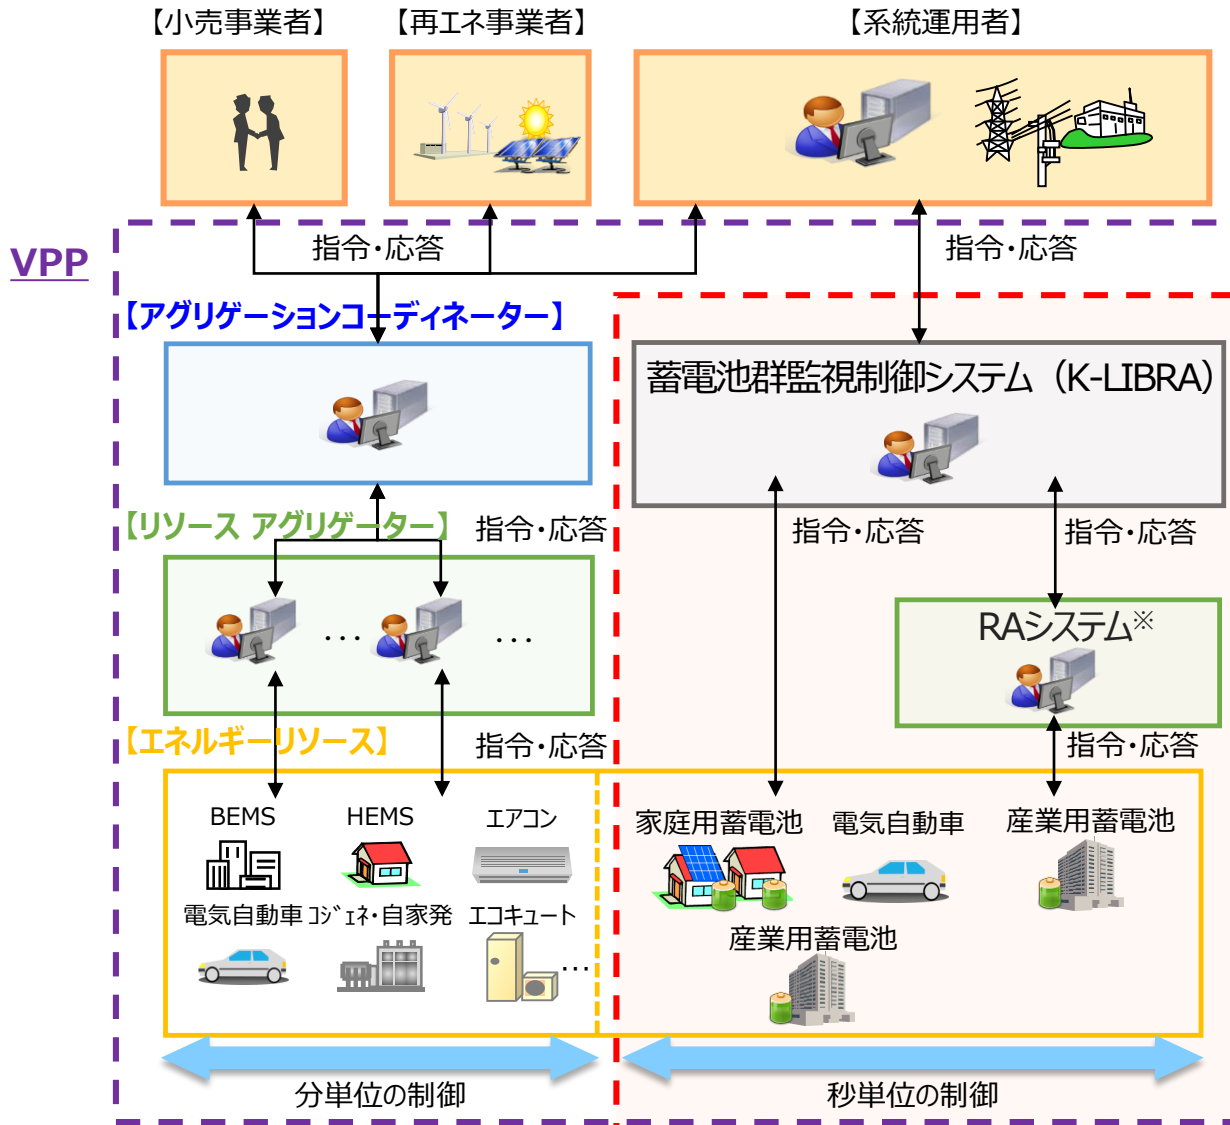 【小売事業者】
【再エネ事業者】
【系統運用者】
VPP
指令・応答
指令・応答
【アグリゲーションコーディネーター】
蓄電池群監視制御システム（K-LIBRA）
【リソース アグリゲーター】
指令・応答
指令・応答
指令・応答
… …
RAシステム※
【エネルギーリソース】
指令・応答
指令・応答
BEMS
HEMS
エアコン
家庭用蓄電池
電気自動車
産業用蓄電池
電気自動車
ｺｼﾞｪﾈ・自家発
エコキュート
…
産業用蓄電池
分単位の制御
秒単位の制御